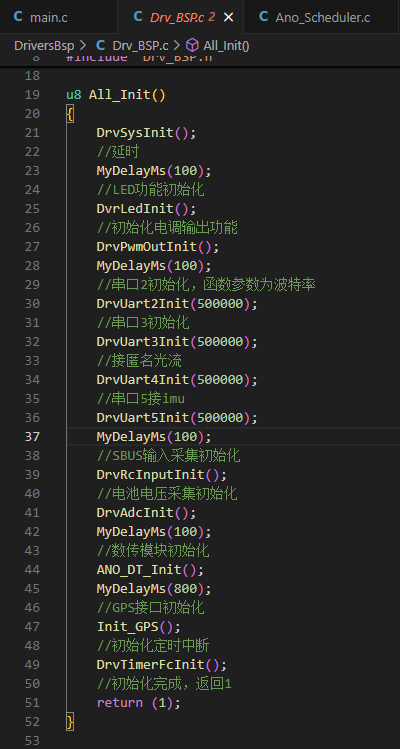 main.c
Drv_BSP.c 2
Ano_Scheduler.c
DriversBsp > Drv_BSP.c > All_Init()
8 #include "Drv_BSP.h"
18
19 u8 All_Init()
20 {
21 DrvSysInit();
22 //延时
23 MyDelayMs(100);
24 //LED功能初始化
25 DvrLedInit();
26 //初始化电调输出功能
27 DrvPwmOutInit();
28 MyDelayMs(100);
29 //串口2初始化，函数参数为波特率
30 DrvUart2Init(500000);
31 //串口3初始化
32 DrvUart3Init(500000);
33 //接匿名光流
34 DrvUart4Init(500000);
35 //串口5接imu
36 DrvUart5Init(500000);
37 MyDelayMs(100);
38 //SBUS输入采集初始化
39 DrvRcInputInit();
40 //电池电压采集初始化
41 DrvAdcInit();
42 MyDelayMs(100);
43 //数传模块初始化
44 ANO_DT_Init();
45 MyDelayMs(800);
46 //GPS接口初始化
47 Init_GPS();
48 //初始化定时中断
49 DrvTimerFcInit();
50 //初始化完成，返回1
51 return (1);
52 }
53